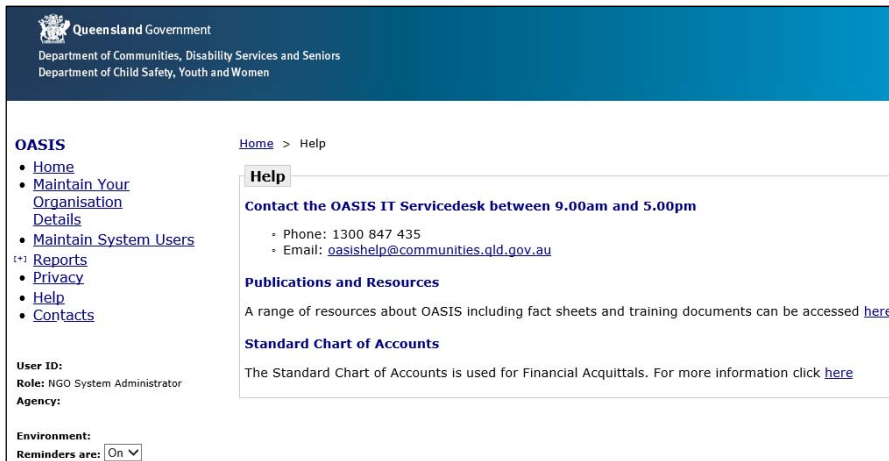 Queensland Government
Department of Communities, Disability Services and Seniors
Department of Child Safety, Youth and Women
OASIS
Home
Maintain Your
Organisation
Details
Maintain System Users
[+] Reports
Privacy
Help
Contacts
User ID:
Role: NGO System Administrator
Agency:
Environment:
Reminders are: On
Home > Help
Help
Contact the OASIS IT Servicedesk between 9.00am and 5.00pm
Phone: 1300 847 435
Email: oasishelp@communities.qld.gov.au
Publications and Resources
A range of resources about OASIS including fact sheets and training documents can be accessed here
Standard Chart of Accounts
The Standard Chart of Accounts is used for Financial Acquittals. For more information click here